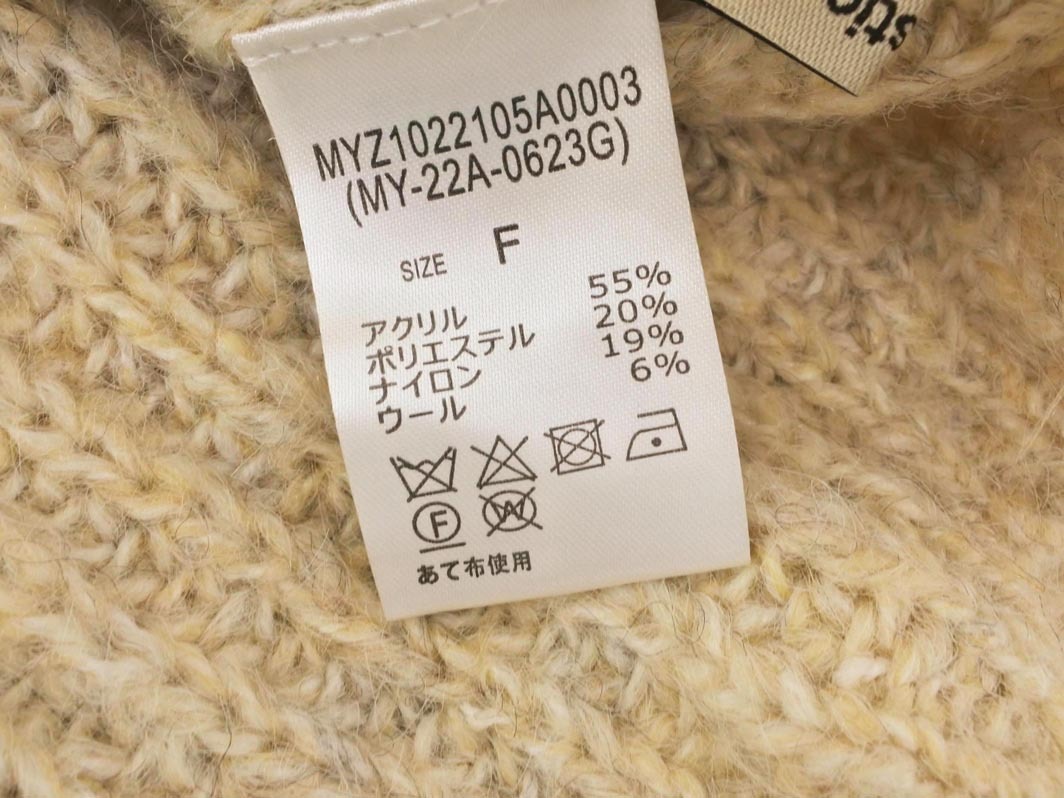 MYZ1022105A0003
(MY-22A-0623G)
SIZE F
アクリル 55%
ポリエステル 20%
ナイロン 19%
ウール 6%
F W
あて布使用